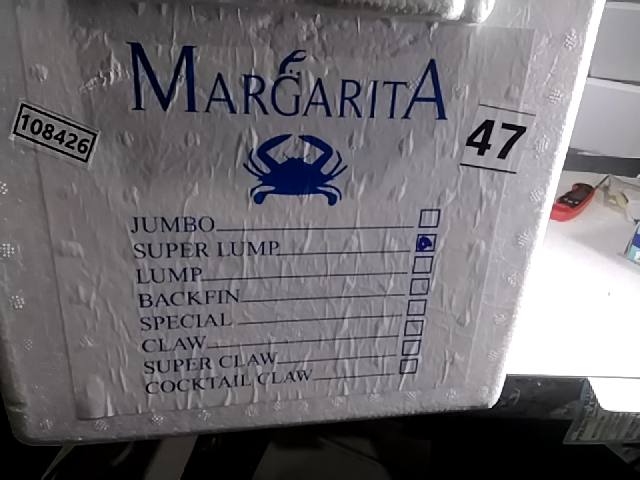 MARGARITA
108426
47
JUMBO
SUPER LUMP
LUMP
BACKFIN
SPECIAL
CLAW
SUPER CLAW
COCKTAIL CLAW